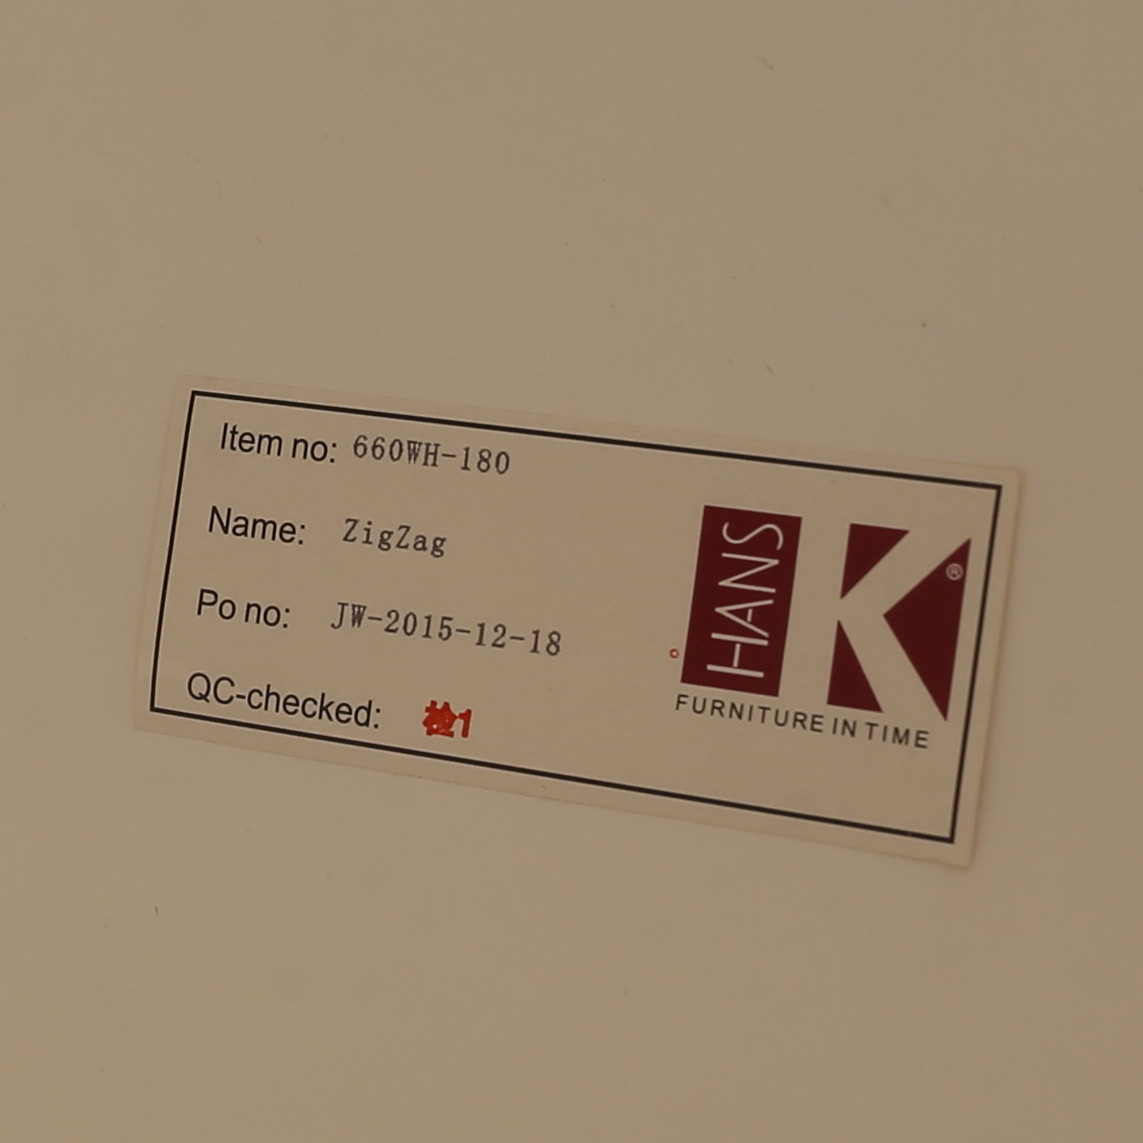 Item no: 660WH-180
Name: ZigZag
Po no: JW-2015-12-18
QC-checked: 检1
HANS K®
FURNITURE IN TIME